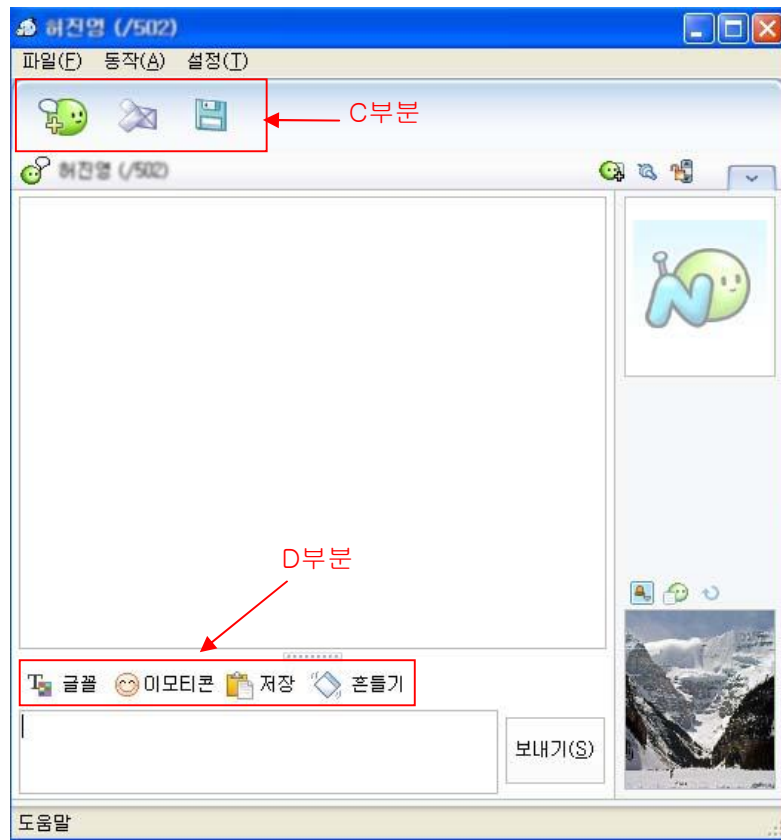 허진영 (/502)
파일(F) 동작(A) 설정(T)
C부분
허진영 (/502)
D부분
글꼴 이모티콘 저장 흔들기
보내기(S)
도움말